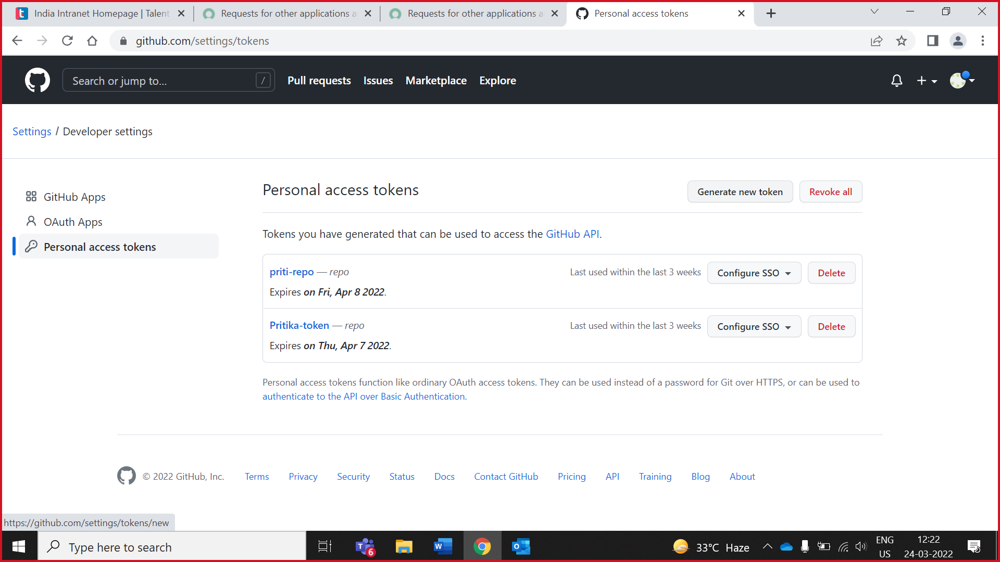 India Intranet Homepage | Talent
Requests for other applications a
Requests for other applications a
Personal access tokens
github.com/settings/tokens
Search or jump to...
/
Pull requests
Issues
Marketplace
Explore
Settings / Developer settings
GitHub Apps
OAuth Apps
Personal access tokens
Personal access tokens
Generate new token
Revoke all
Tokens you have generated that can be used to access the GitHub API.
priti-repo — repo
Last used within the last 3 weeks
Configure SSO
Delete
Expires on Fri, Apr 8 2022.
Pritika-token — repo
Last used within the last 3 weeks
Configure SSO
Delete
Expires on Thu, Apr 7 2022.
Personal access tokens function like ordinary OAuth access tokens. They can be used instead of a password for Git over HTTPS, or can be used to
authenticate to the API over Basic Authentication.
© 2022 GitHub, Inc.
Terms
Privacy
Security
Status
Docs
Contact GitHub
Pricing
API
Training
Blog
About
https://github.com/settings/tokens/new
Type here to search
6
33°C Haze
ENG
US
12:22
24-03-2022